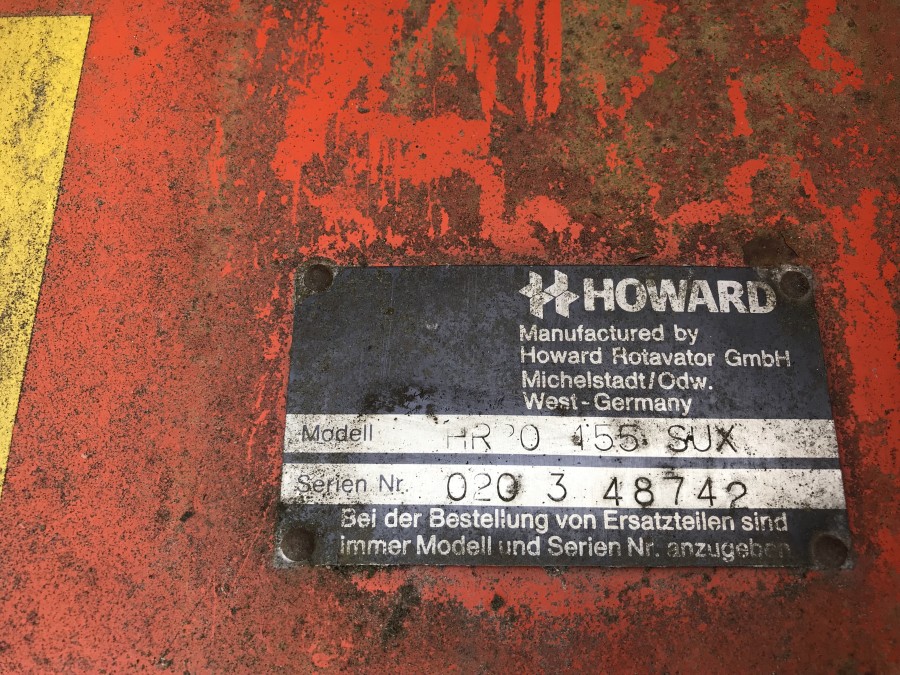 HOWARD
Manufactured by
Howard Rotavator GmbH
Michelstadt/Odw.
West-Germany
Modell 155 SUX
Serien Nr. 020 3 48742
Bei der Bestellung von Ersatzteilen sind
immer Modell und Serien Nr. anzugeben